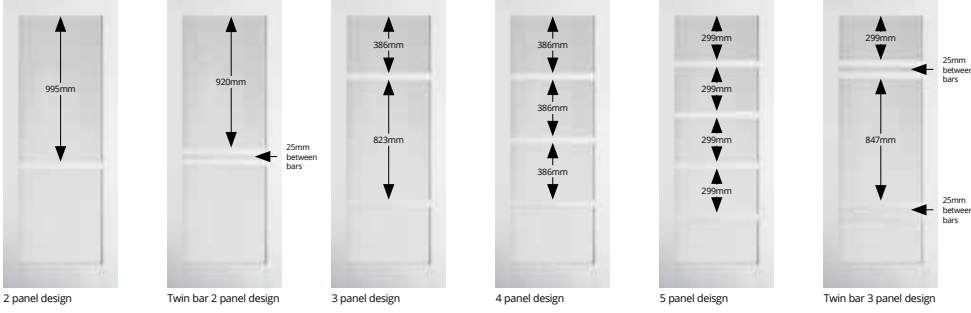 995mm
2 panel design
920mm
25mm
between
bars
Twin bar 2 panel design
386mm
823mm
3 panel design
386mm
386mm
386mm
4 panel design
299mm
299mm
299mm
299mm
5 panel deisgn
299mm
25mm
between
bars
847mm
25mm
between
bars
Twin bar 3 panel design